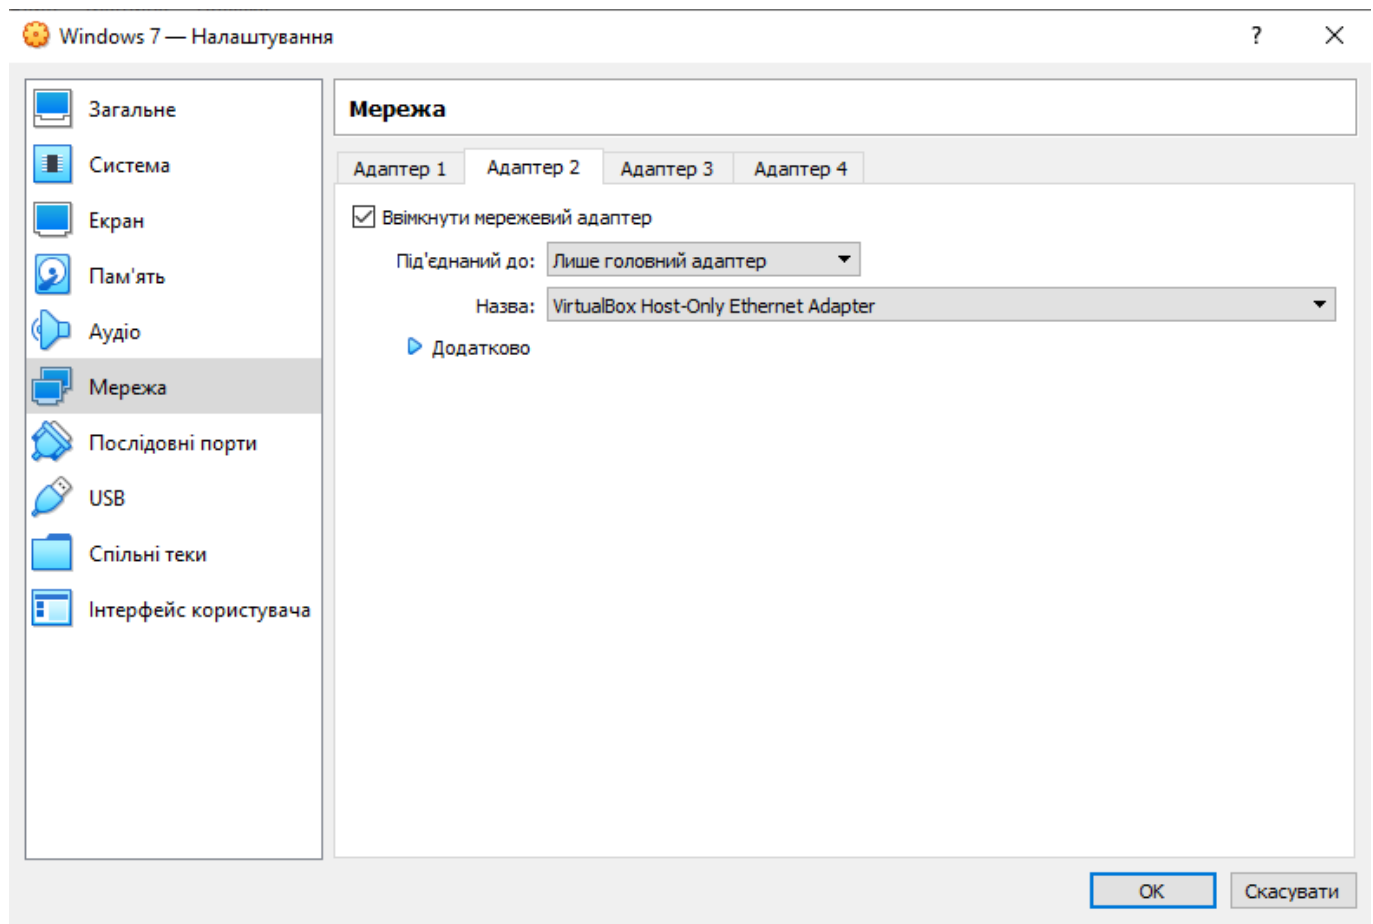 Windows 7 — Налаштування
?
Загальне
Система
Екран
Пам'ять
Аудіо
Мережа
Послідовні порти
USB
Спільні теки
Інтерфейс користувача
Мережа
Адаптер 1
Адаптер 2
Адаптер 3
Адаптер 4
Ввімкнути мережевий адаптер
Під'єднаний до: Лише головний адаптер
Назва: VirtualBox Host-Only Ethernet Adapter
Додатково
OK
Скасувати